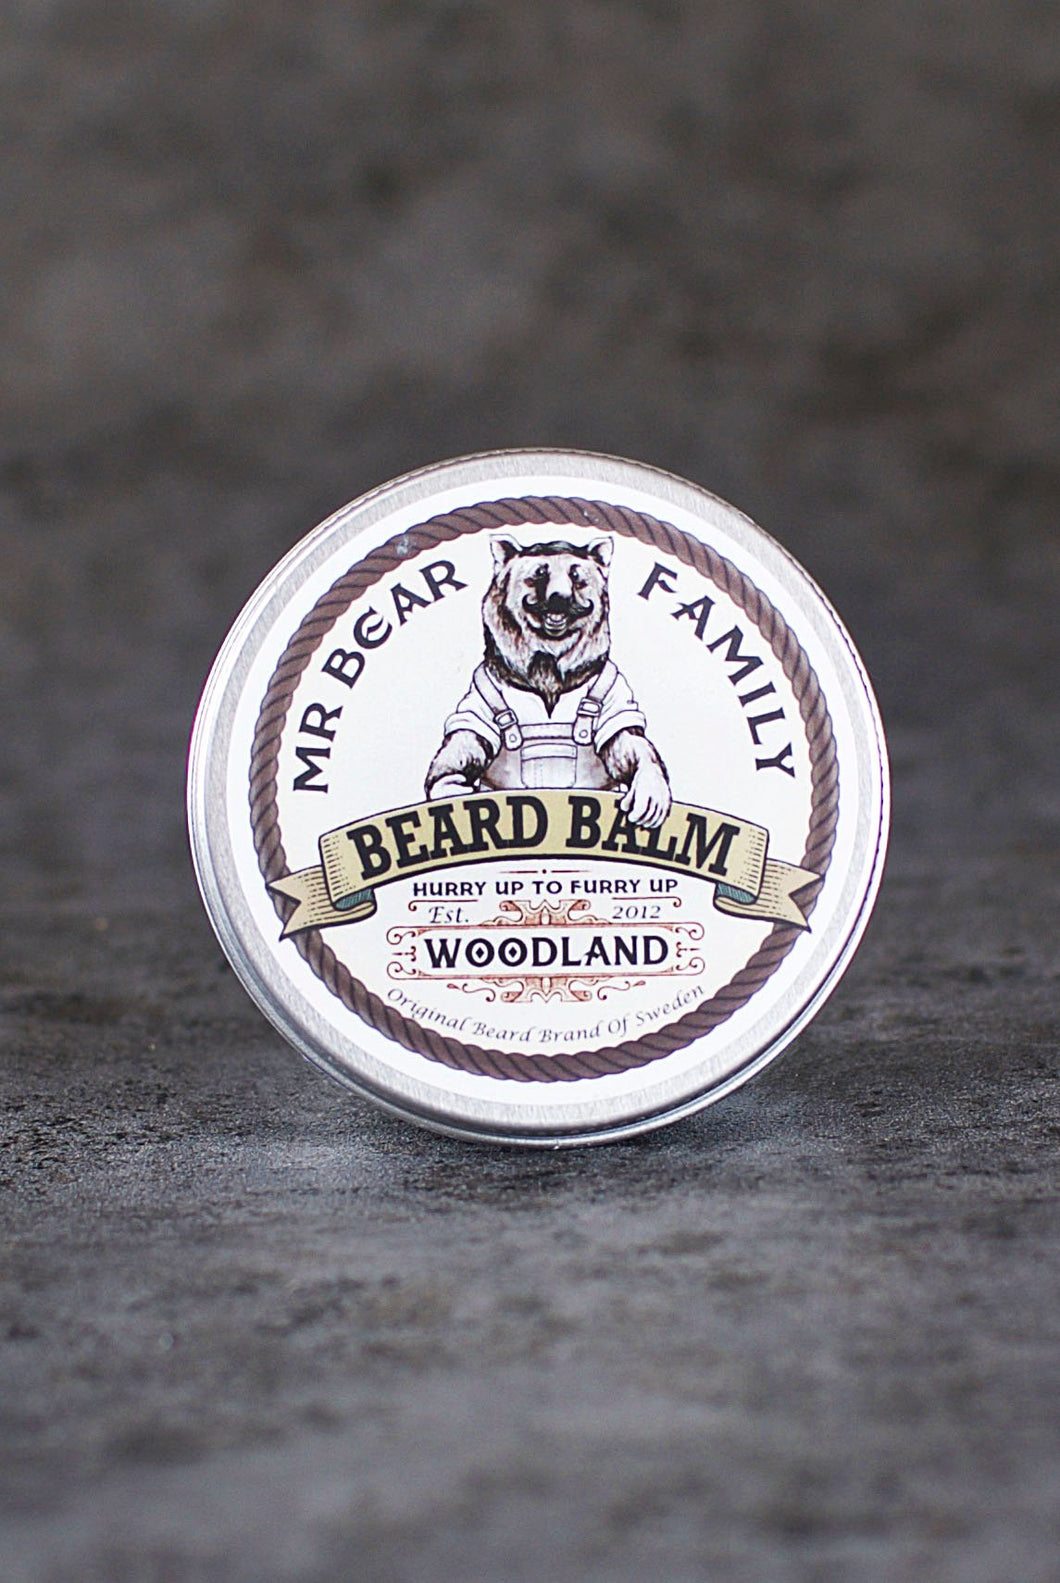 MR BEAR FAMILY
BEARD BALM
HURRY UP TO FURRY UP
Est. 2012
WOODLAND
Original Beard Brand Of Sweden